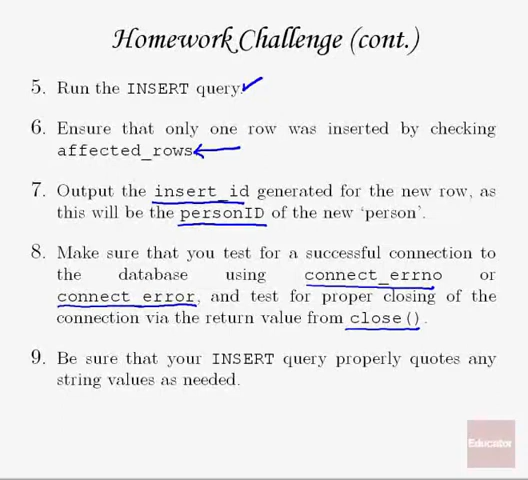 Homework Challenge (cont.)
5. Run the INSERT query.
6. Ensure that only one row was inserted by checking
affected_rows
7. Output the insert_id generated for the new row, as
this will be the personID of the new ‘person’.
8. Make sure that you test for a successful connection to
the database using connect_errno or
connect_error, and test for proper closing of the
connection via the return value from close().
9. Be sure that your INSERT query properly quotes any
string values as needed.
Educator